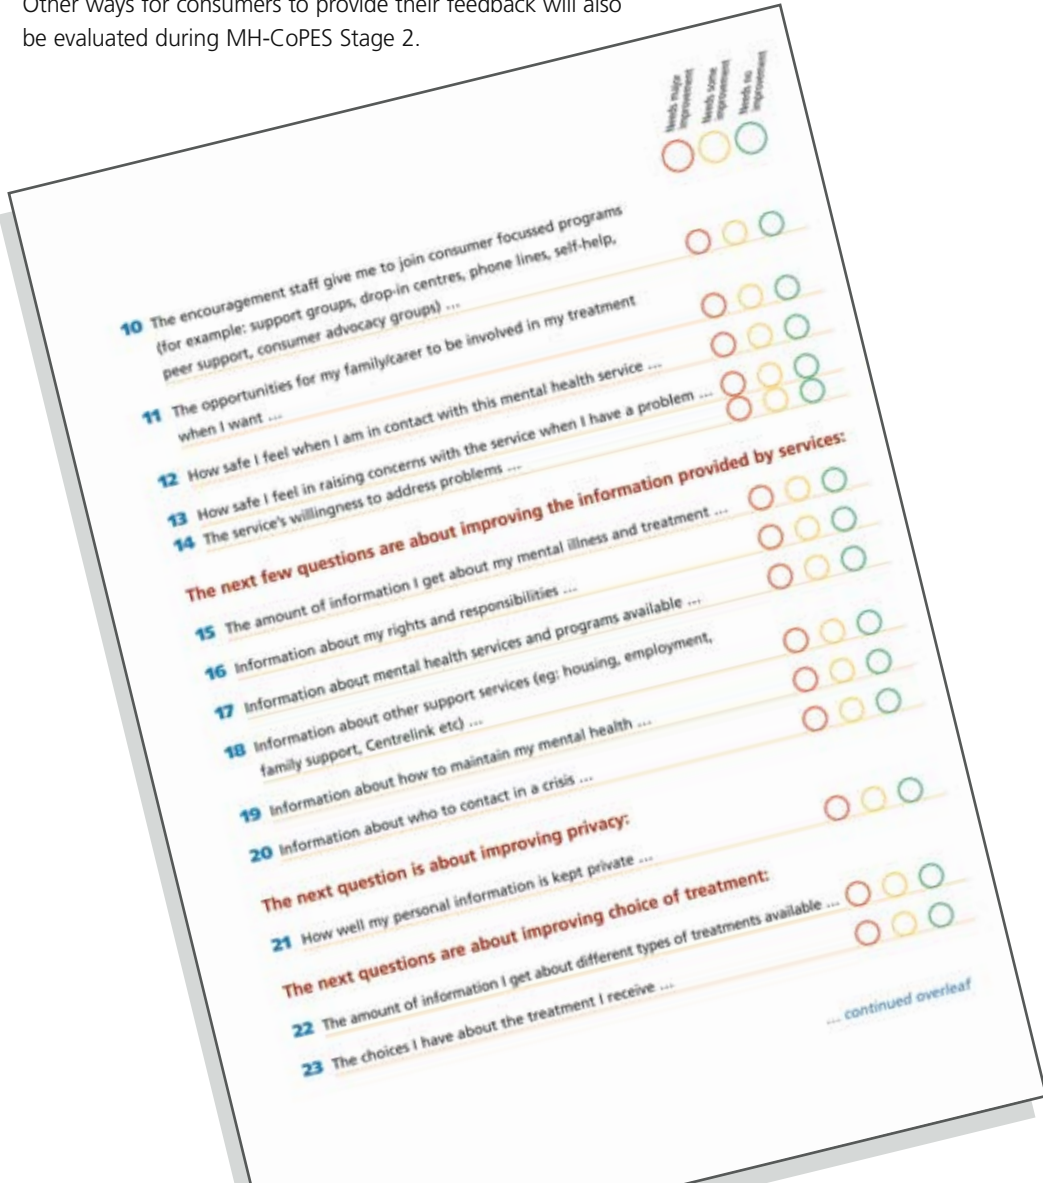 Other ways for consumers to provide their feedback will also
be evaluated during MH-CoPES Stage 2.
Needs major
improvement
Needs some
improvement
Needs no
improvement
10 The encouragement staff give me to join consumer focussed programs
(for example: support groups, drop-in centres, phone lines, self-help,
peer support, consumer advocacy groups) ...
11 The opportunities for my family/carer to be involved in my treatment
when I want ...
12 How safe I feel when I am in contact with this mental health service ...
13 How safe I feel in raising concerns with the service when I have a problem ...
14 The service's willingness to address problems ...
The next few questions are about improving the information provided by services:
15 The amount of information I get about my mental illness and treatment ...
16 Information about my rights and responsibilities ...
17 Information about mental health services and programs available ...
18 Information about other support services (eg: housing, employment,
family support, Centrelink etc) ...
19 Information about how to maintain my mental health ...
20 Information about who to contact in a crisis ...
The next question is about improving privacy:
21 How well my personal information is kept private ...
The next questions are about improving choice of treatment:
22 The amount of information I get about different types of treatments available ...
23 The choices I have about the treatment I receive ...
... continued overleaf